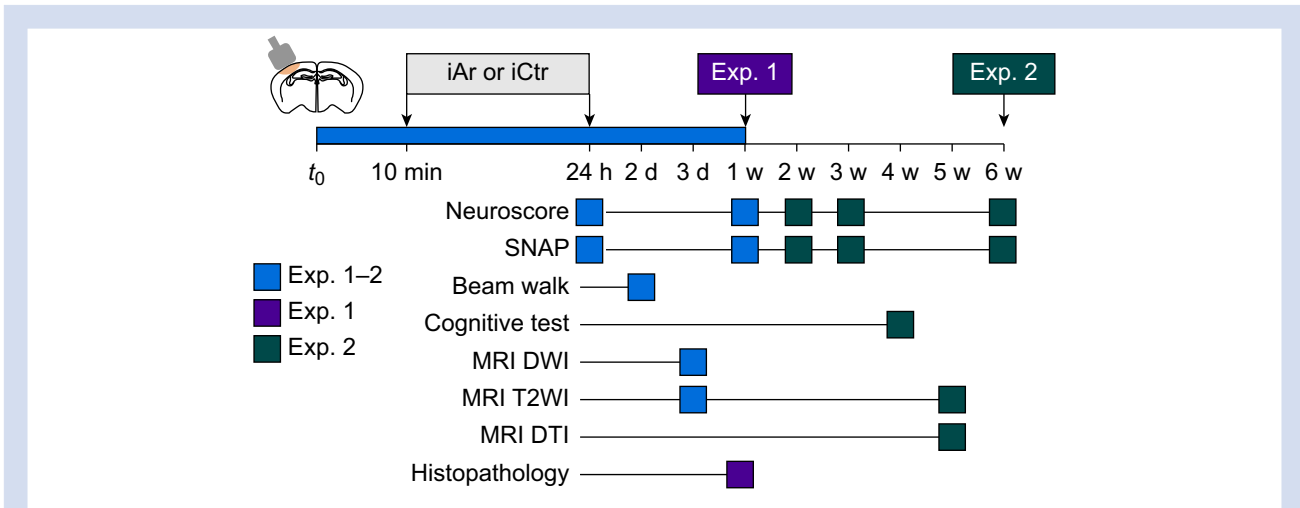 iAr or iCtr
Exp. 1
Exp. 2
t0 10 min 24 h 2 d 3 d 1 w 2 w 3 w 4 w 5 w 6 w
Neuroscore
SNAP
Beam walk
Cognitive test
MRI DWI
MRI T2WI
MRI DTI
Histopathology
Exp. 1–2
Exp. 1
Exp. 2